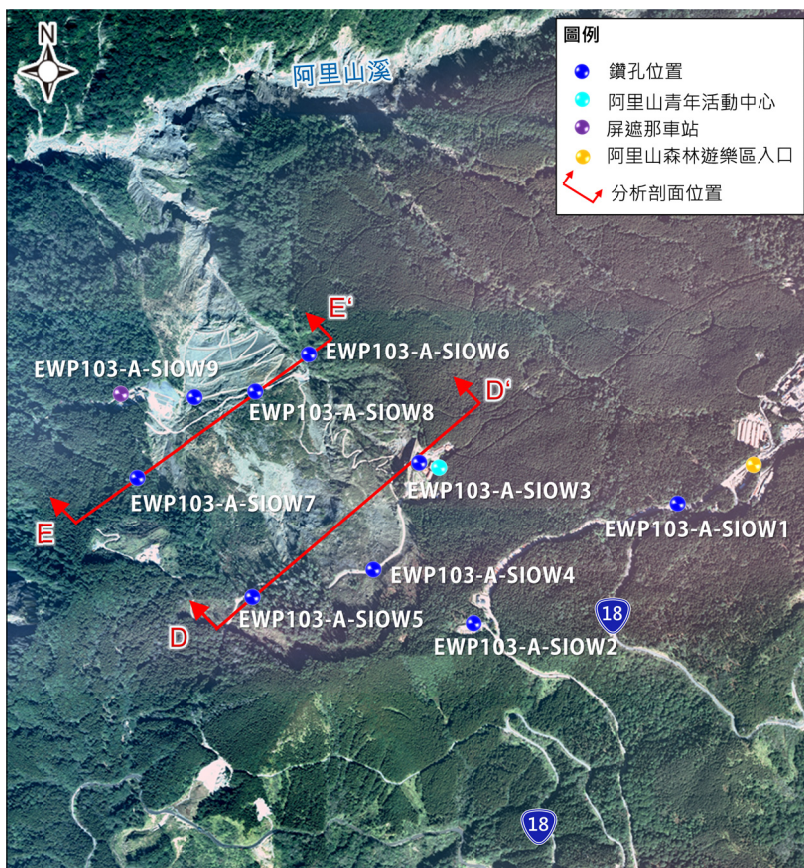 N
阿里山溪
圖例
鑽孔位置
阿里山青年活動中心
屏遮那車站
阿里山森林遊樂區入口
分析剖面位置
E'
EWP103-A-SIOW6
EWP103-A-SIOW9
D'
EWP103-A-SIOW8
EWP103-A-SIOW3
EWP103-A-SIOW7
EWP103-A-SIOW1
E
EWP103-A-SIOW4
EWP103-A-SIOW5
18
D
EWP103-A-SIOW2
18